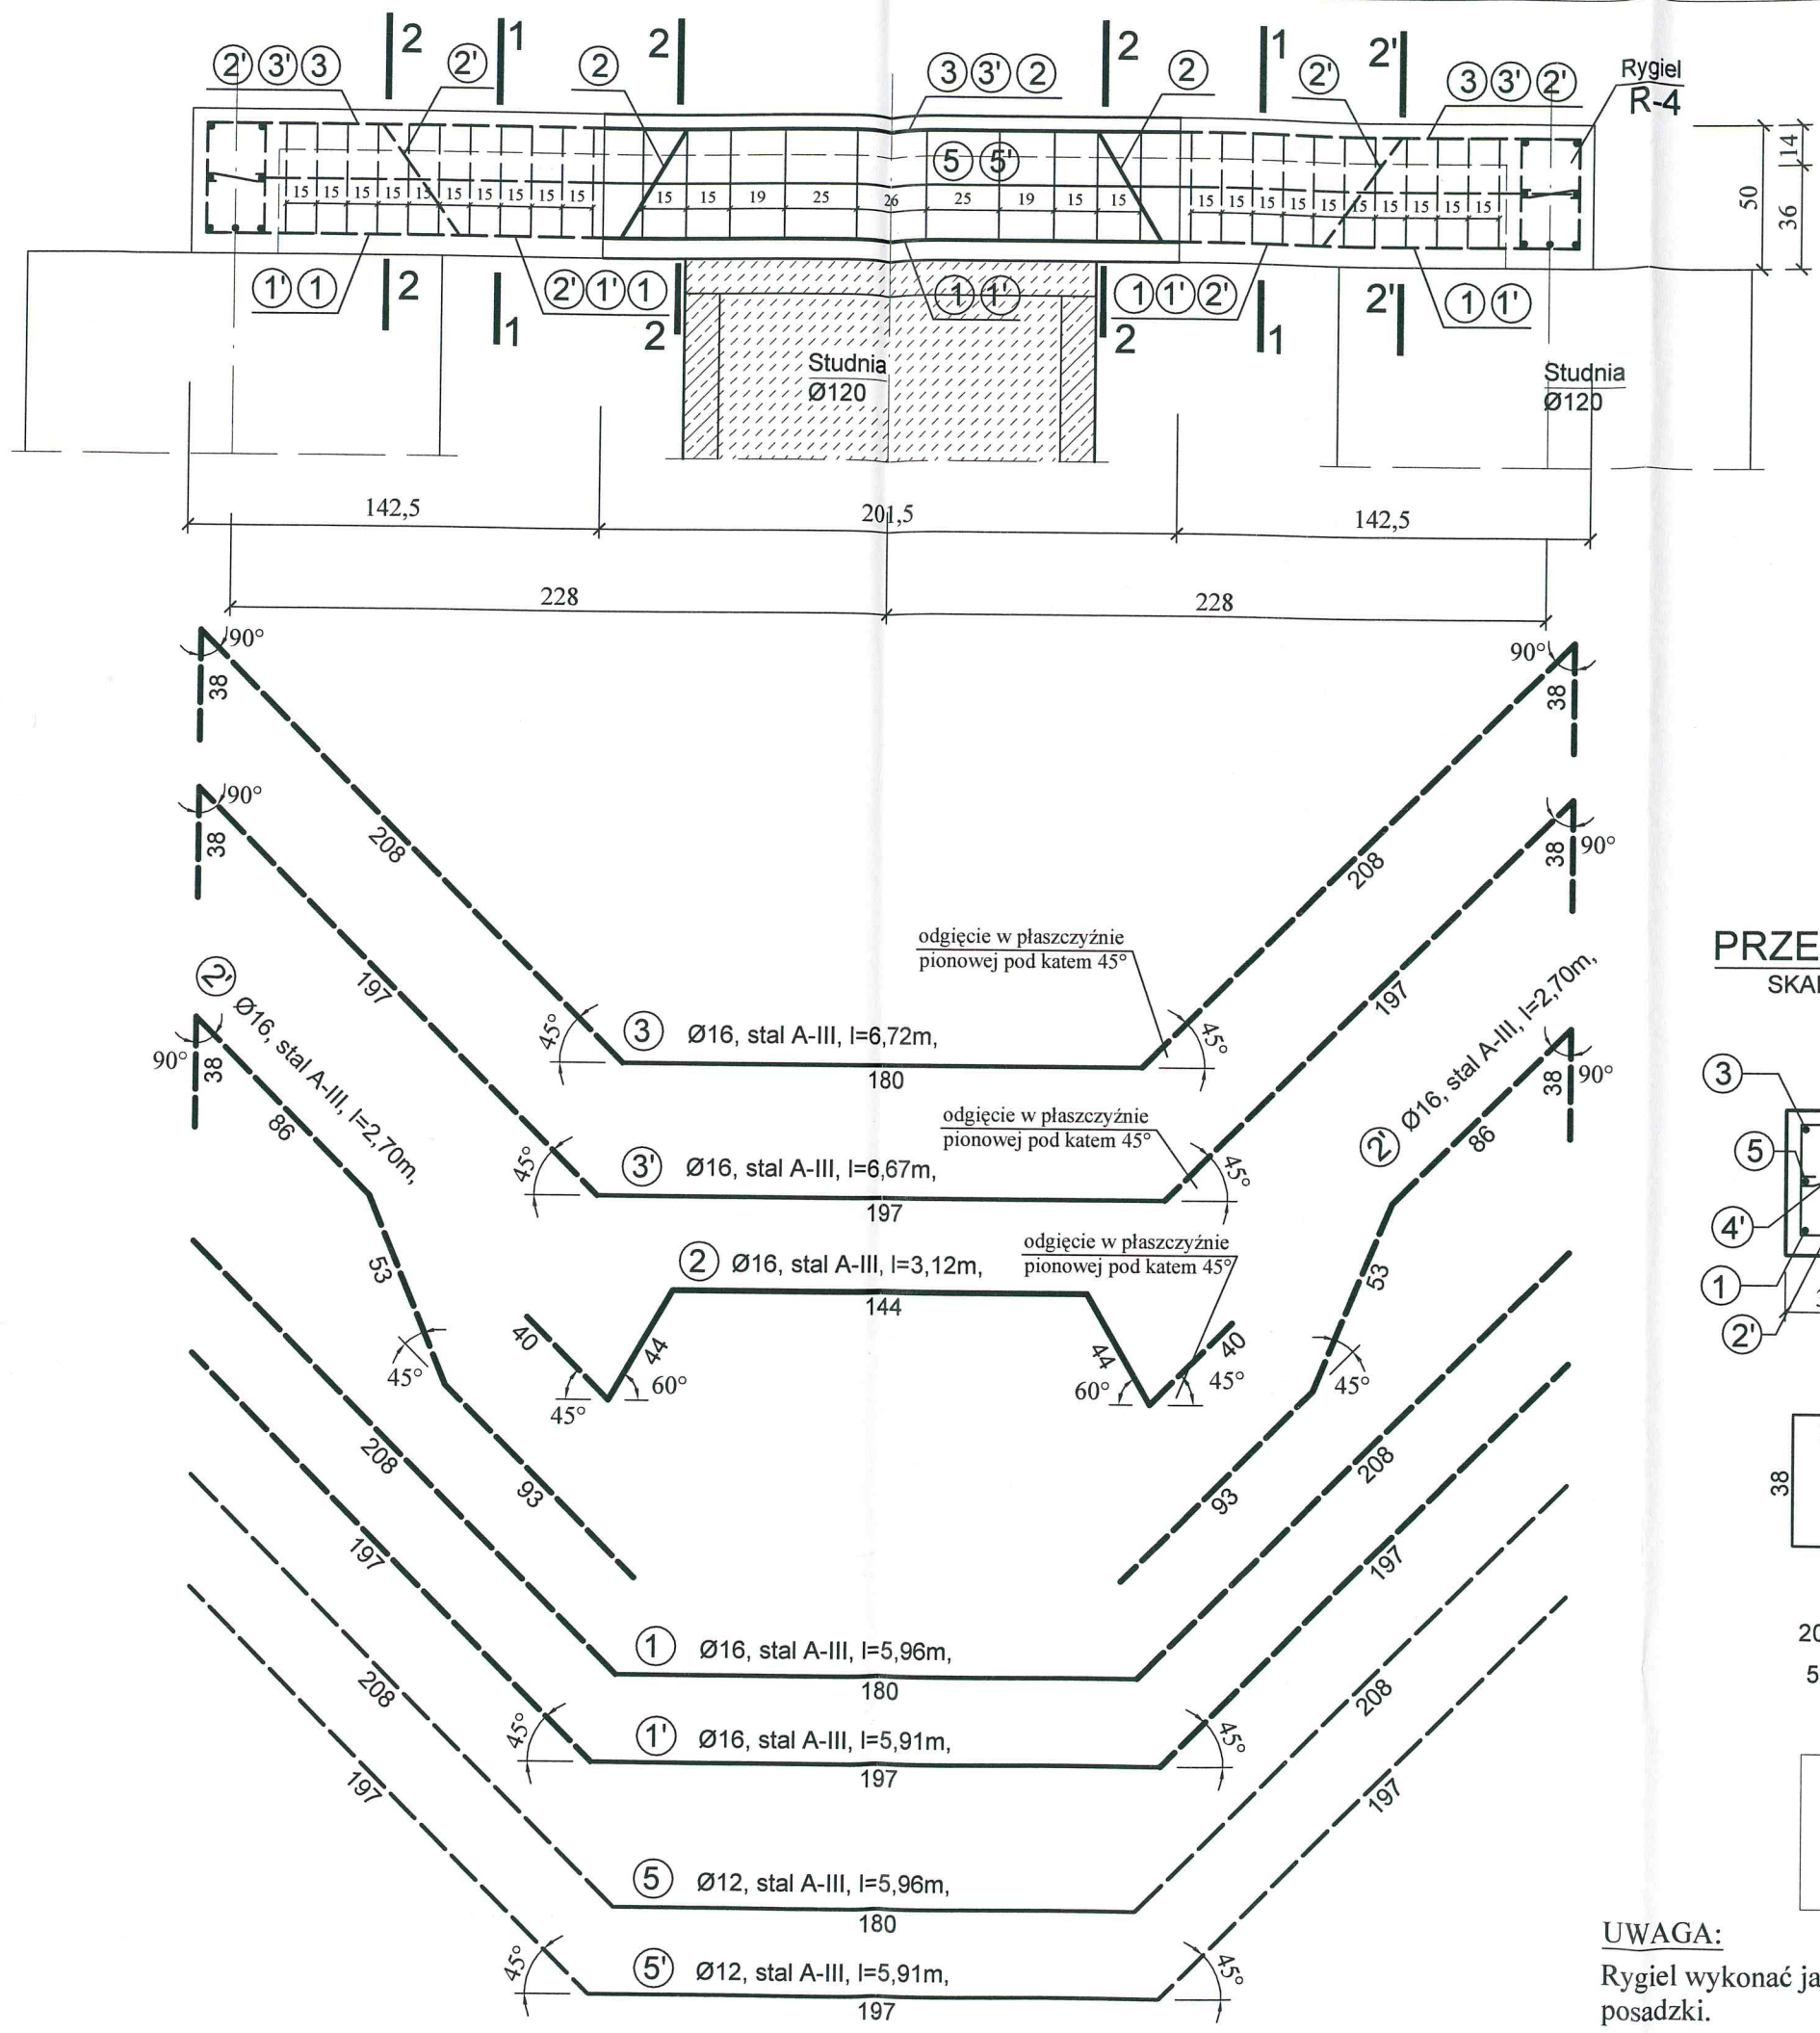 2 1 2 2 1 2'
2' 3' 3 2' 2 3 3' 2 2 2' 3 3' 2'
Rygiel
R-4
5 5'
15 15 15 15 15 15 15 15 15 15
15 15 19 25 26 25 19 15 15
15 15 15 15 15 15 15 15 15 15
50 14 36
1' 1 2' 1' 1 1 1' 1 1' 2' 1 1'
2 1 2 2 1 2'
Studnia
Ø120
Studnia
Ø120
142,5 201,5 142,5
228 228
90° 38 208
90° 38 208
90° 38 197
90° 38 197
odgięcie w płaszczyźnie
pionowej pod katem 45°
45° 3 Ø16, stal A-III, l=6,72m, 45°
180
odgięcie w płaszczyźnie
pionowej pod katem 45°
45° 3' Ø16, stal A-III, l=6,67m, 45°
197
2' Ø16, stal A-III, l=2,70m,
90° 38 86 53 45° 93
2' Ø16, stal A-III, l=2,70m,
90° 38 86 53 45° 93
odgięcie w płaszczyźnie
pionowej pod katem 45°
2 Ø16, stal A-III, l=3,12m,
144
40 44 44 40
45° 60° 60° 45°
208 208
1 Ø16, stal A-III, l=5,96m,
180
197 197
45° 1' Ø16, stal A-III, l=5,91m, 45°
197
208 208
5 Ø12, stal A-III, l=5,96m,
180
197 197
45° 5' Ø12, stal A-III, l=5,91m, 45°
197
PRZE
SKA
3
5
4'
1
2'
38
20
5
UWAGA:
Rygiel wykonać ja
posadzki.